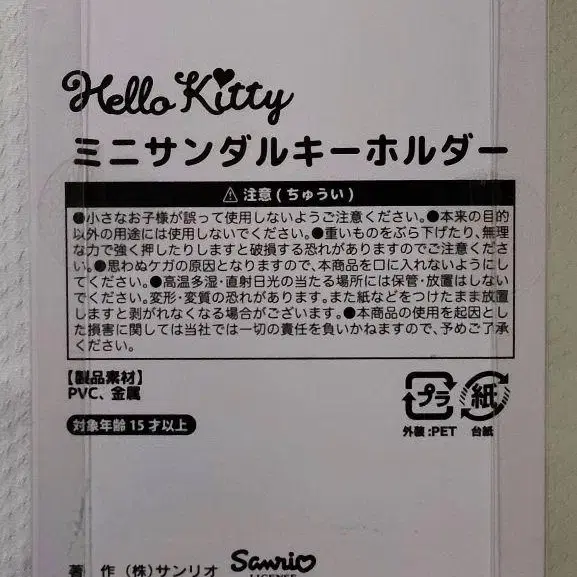 Hello Kitty
ミニサンダルキーホルダー
⚠ 注意(ちゅうい)
●小さなお子様が誤って使用しないようご注意ください。●本来の目的
以外の用途には使用しないでください。●重いものをぶら下げたり、無理
な力で強く押したりしますと破損する恐れがありますのでご注意くださ
い。●思わぬケガの原因となりますので、本商品を口に入れないようにし
てください。●高温多湿・直射日光の当たる場所には保管・放置はしない
でください。変形・変質の恐れがあります。また紙などをつけたまま放置
しますと剥がれなくなる場合がございます。●本商品の使用を起因とし
た損害に関しては当社では一切の責任を負いかねますので、予めご了承
ください。
【製品素材】
PVC、金属
対象年齢15才以上
プラ
紙
外装:PET
台紙
著 作 (株)サンリオ
Sanrio
LICENSE